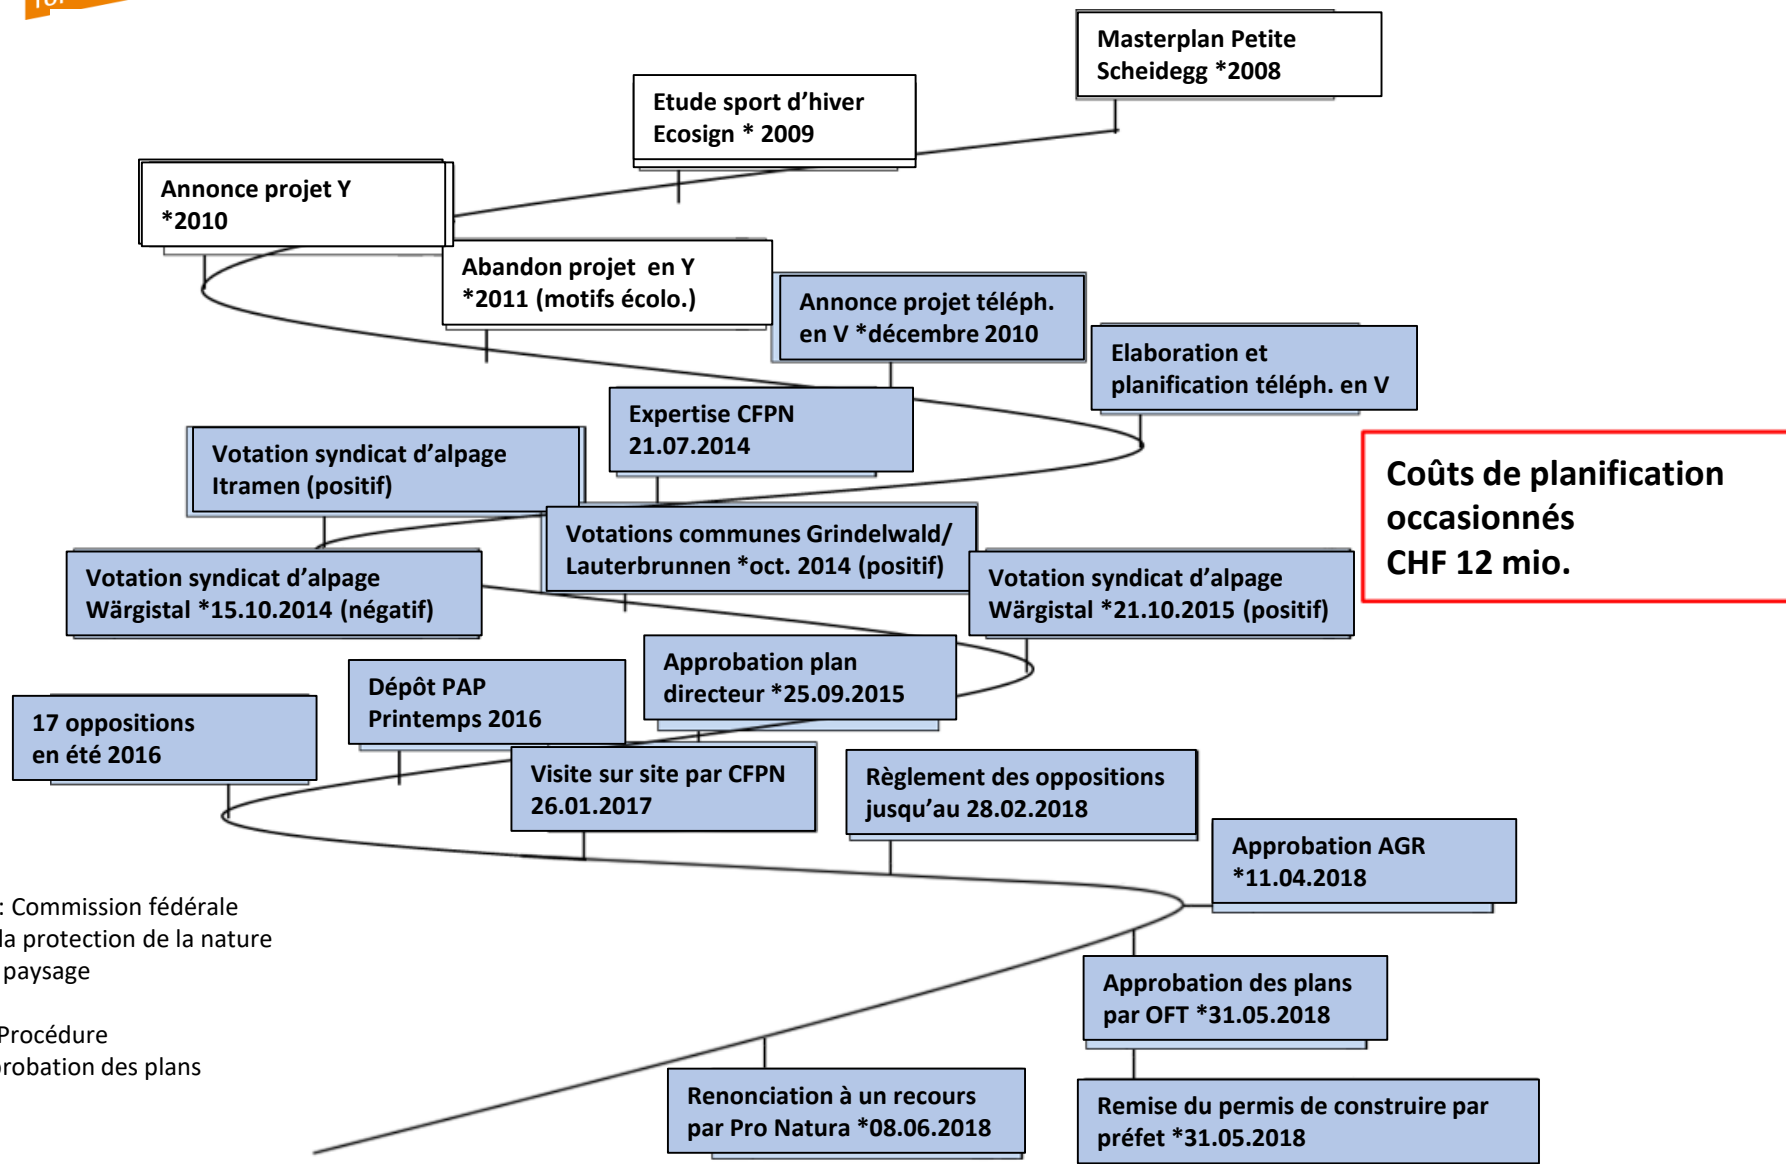 Masterplan Petite
Scheidegg *2008
Etude sport d'hiver
Ecosign * 2009
Annonce projet Y
*2010
Abandon projet en Y
*2011 (motifs écolo.)
Annonce projet téléph.
en V *décembre 2010
Elaboration et
planification téléph. en V
Expertise CFPN
21.07.2014
Votation syndicat d'alpage
Itramen (positif)
Coûts de planification
occasionnés
CHF 12 mio.
Votations communes Grindelwald/
Lauterbrunnen *oct. 2014 (positif)
Votation syndicat d'alpage
Wärgistal *15.10.2014 (négatif)
Votation syndicat d'alpage
Wärgistal *21.10.2015 (positif)
Approbation plan
directeur *25.09.2015
Dépôt PAP
Printemps 2016
17 oppositions
en été 2016
Visite sur site par CFPN
26.01.2017
Règlement des oppositions
jusqu'au 28.02.2018
Approbation AGR
*11.04.2018
: Commission fédérale
la protection de la nature
paysage
Procédure
probation des plans
Approbation des plans
par OFT *31.05.2018
Renonciation à un recours
par Pro Natura *08.06.2018
Remise du permis de construire par
préfet *31.05.2018